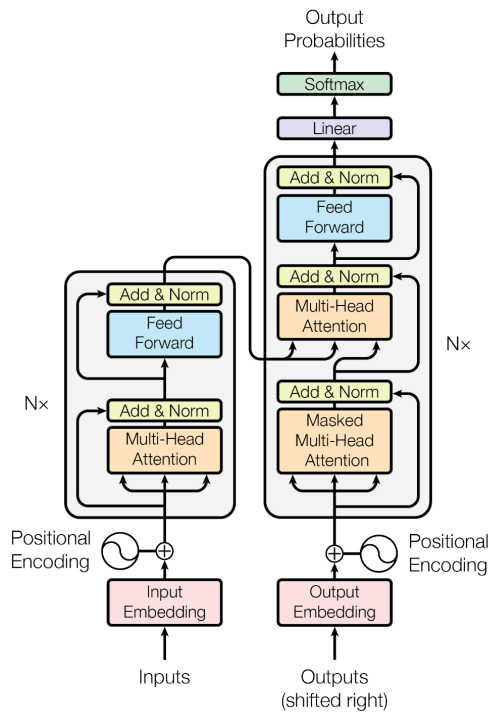 Output
Probabilities
Softmax
Linear
Add & Norm
Feed
Forward
Add & Norm
Multi-Head
Attention
Add & Norm
Masked
Multi-Head
Attention
Nx
Add & Norm
Feed
Forward
Add & Norm
Multi-Head
Attention
Nx
Positional
Encoding
Positional
Encoding
Input
Embedding
Output
Embedding
Inputs
Outputs
(shifted right)